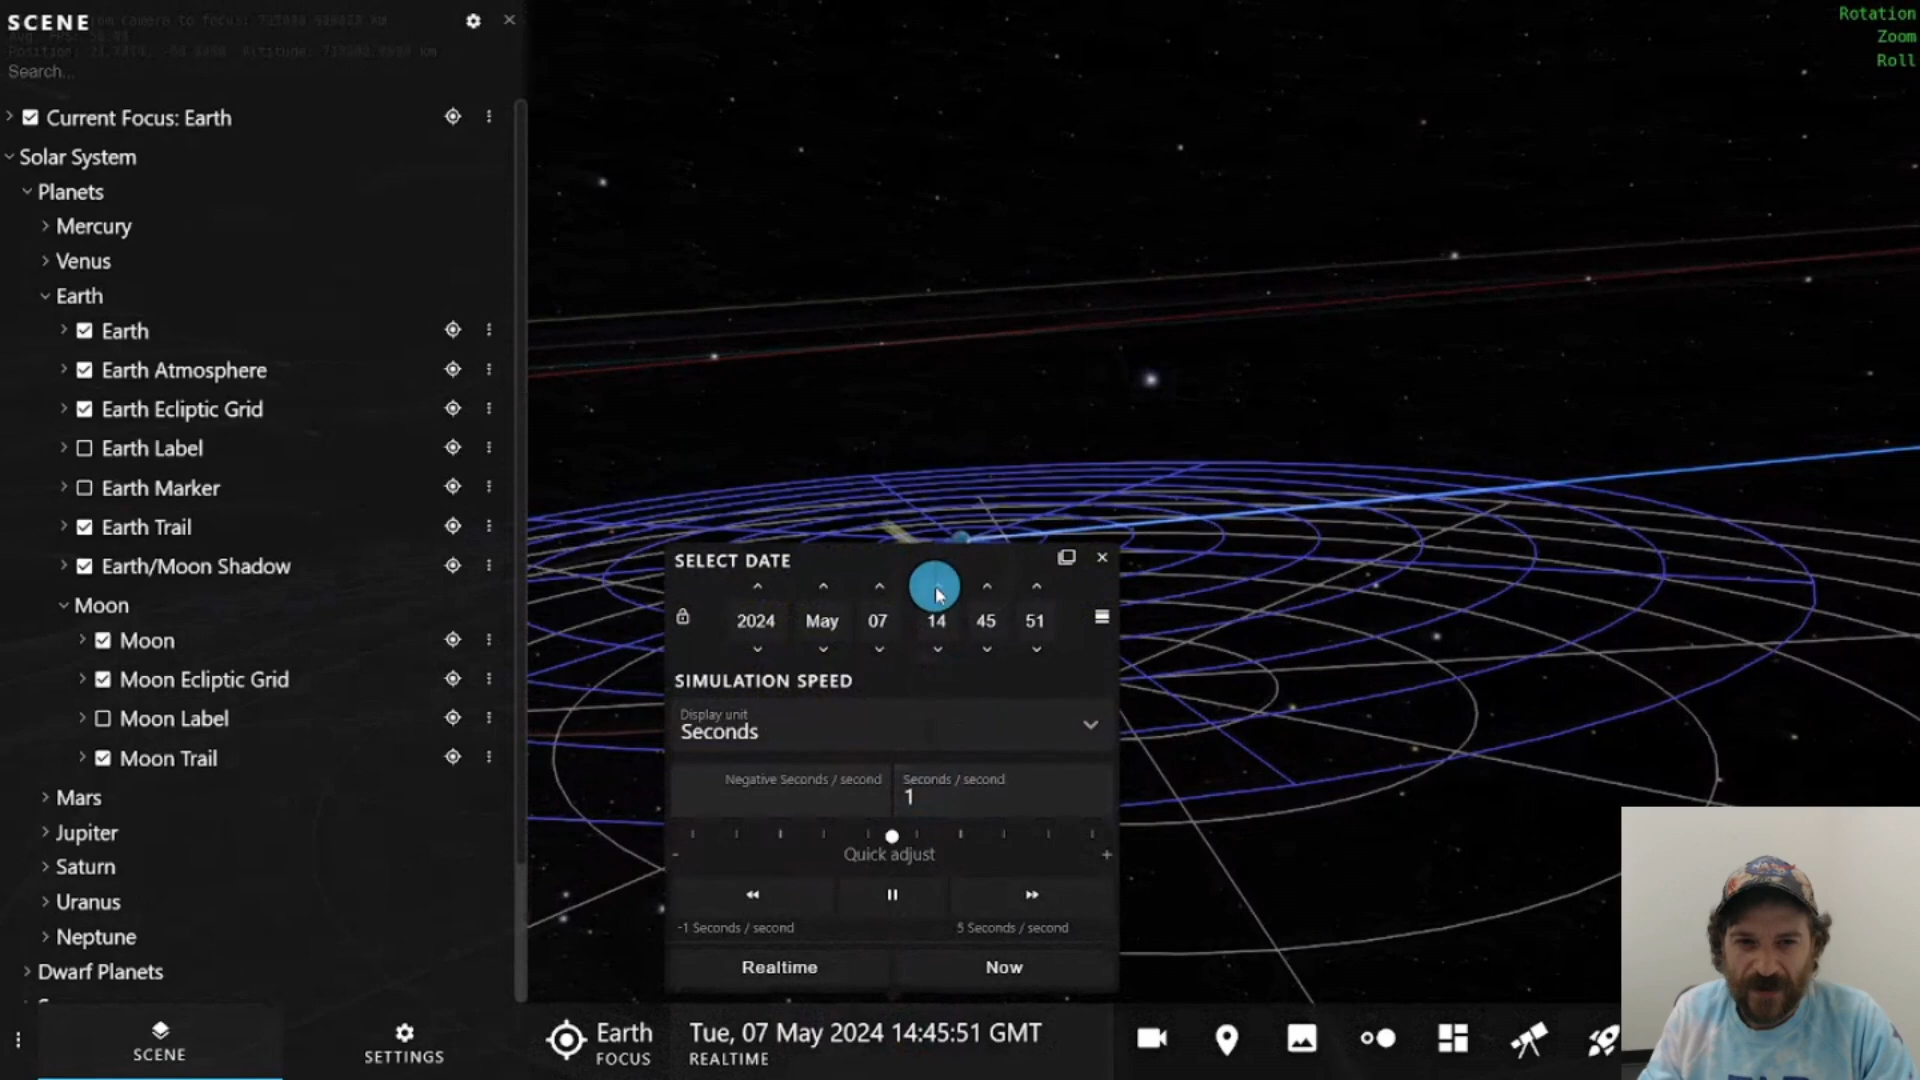 SCENE
Search...
Current Focus: Earth
Solar System
Planets
Mercury
Venus
Earth
Earth
Earth Atmosphere
Earth Ecliptic Grid
Earth Label
Earth Marker
Earth Trail
Earth/Moon Shadow
Moon
Moon
Moon Ecliptic Grid
Moon Label
Moon Trail
Mars
Jupiter
Saturn
Uranus
Neptune
Dwarf Planets
SCENE
SETTINGS
Rotation
Zoom
Roll
SELECT DATE
2024 May 07 14 45 51
SIMULATION SPEED
Display unit
Seconds
Negative Seconds / second
Seconds / second
1
- Quick adjust +
-1 Seconds / second
5 Seconds / second
Realtime
Now
Earth
FOCUS
Tue, 07 May 2024 14:45:51 GMT
REALTIME
NASA